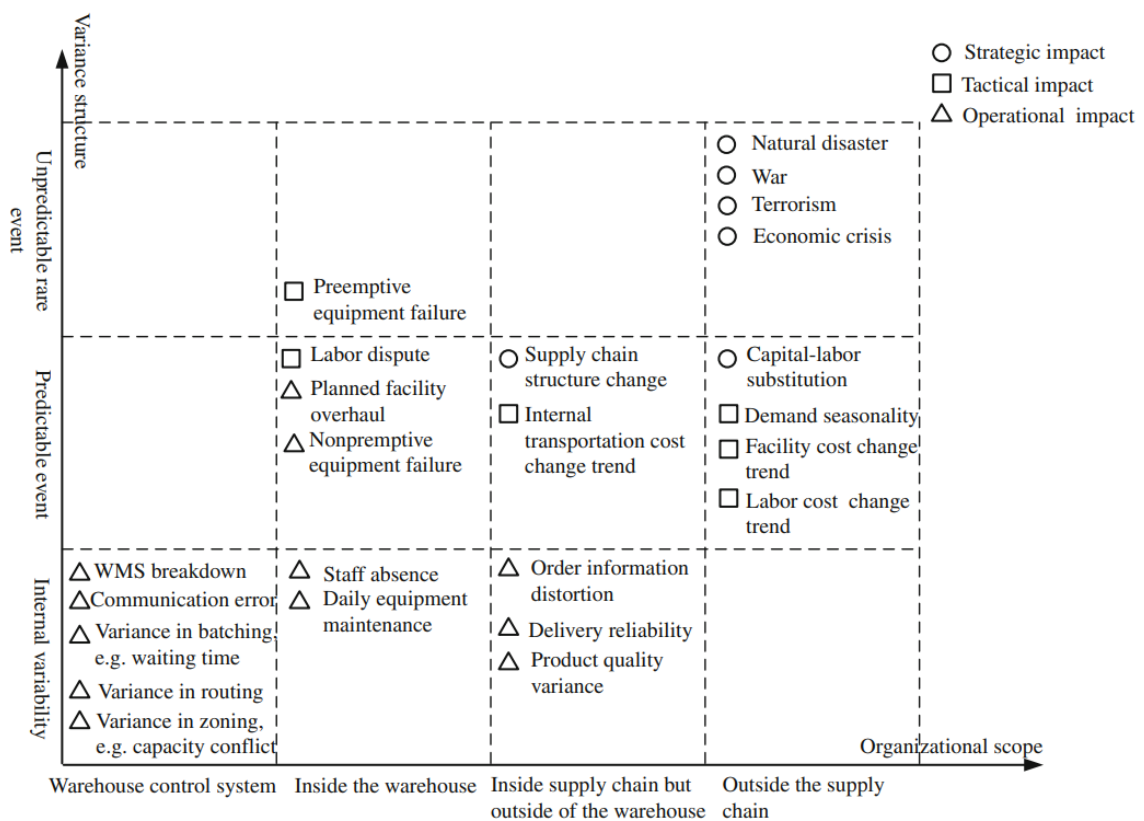 Variance structure
Strategic impact
Tactical impact
Operational impact
Unpredictable rare
event
Natural disaster
War
Terrorism
Economic crisis
Preemptive
equipment failure
Predictable event
Labor dispute
Planned facility
overhaul
Nonpremptive
equipment failure
Supply chain
structure change
Internal
transportation cost
change trend
Capital-labor
substitution
Demand seasonality
Facility cost change
trend
Labor cost change
trend
Internal variability
WMS breakdown
Communication error
Variance in batching,
e.g. waiting time
Variance in routing
Variance in zoning,
e.g. capacity conflict
Staff absence
Daily equipment
maintenance
Order information
distortion
Delivery reliability
Product quality
variance
Organizational scope
Warehouse control system
Inside the warehouse
Inside supply chain but
outside of the warehouse
Outside the supply
chain